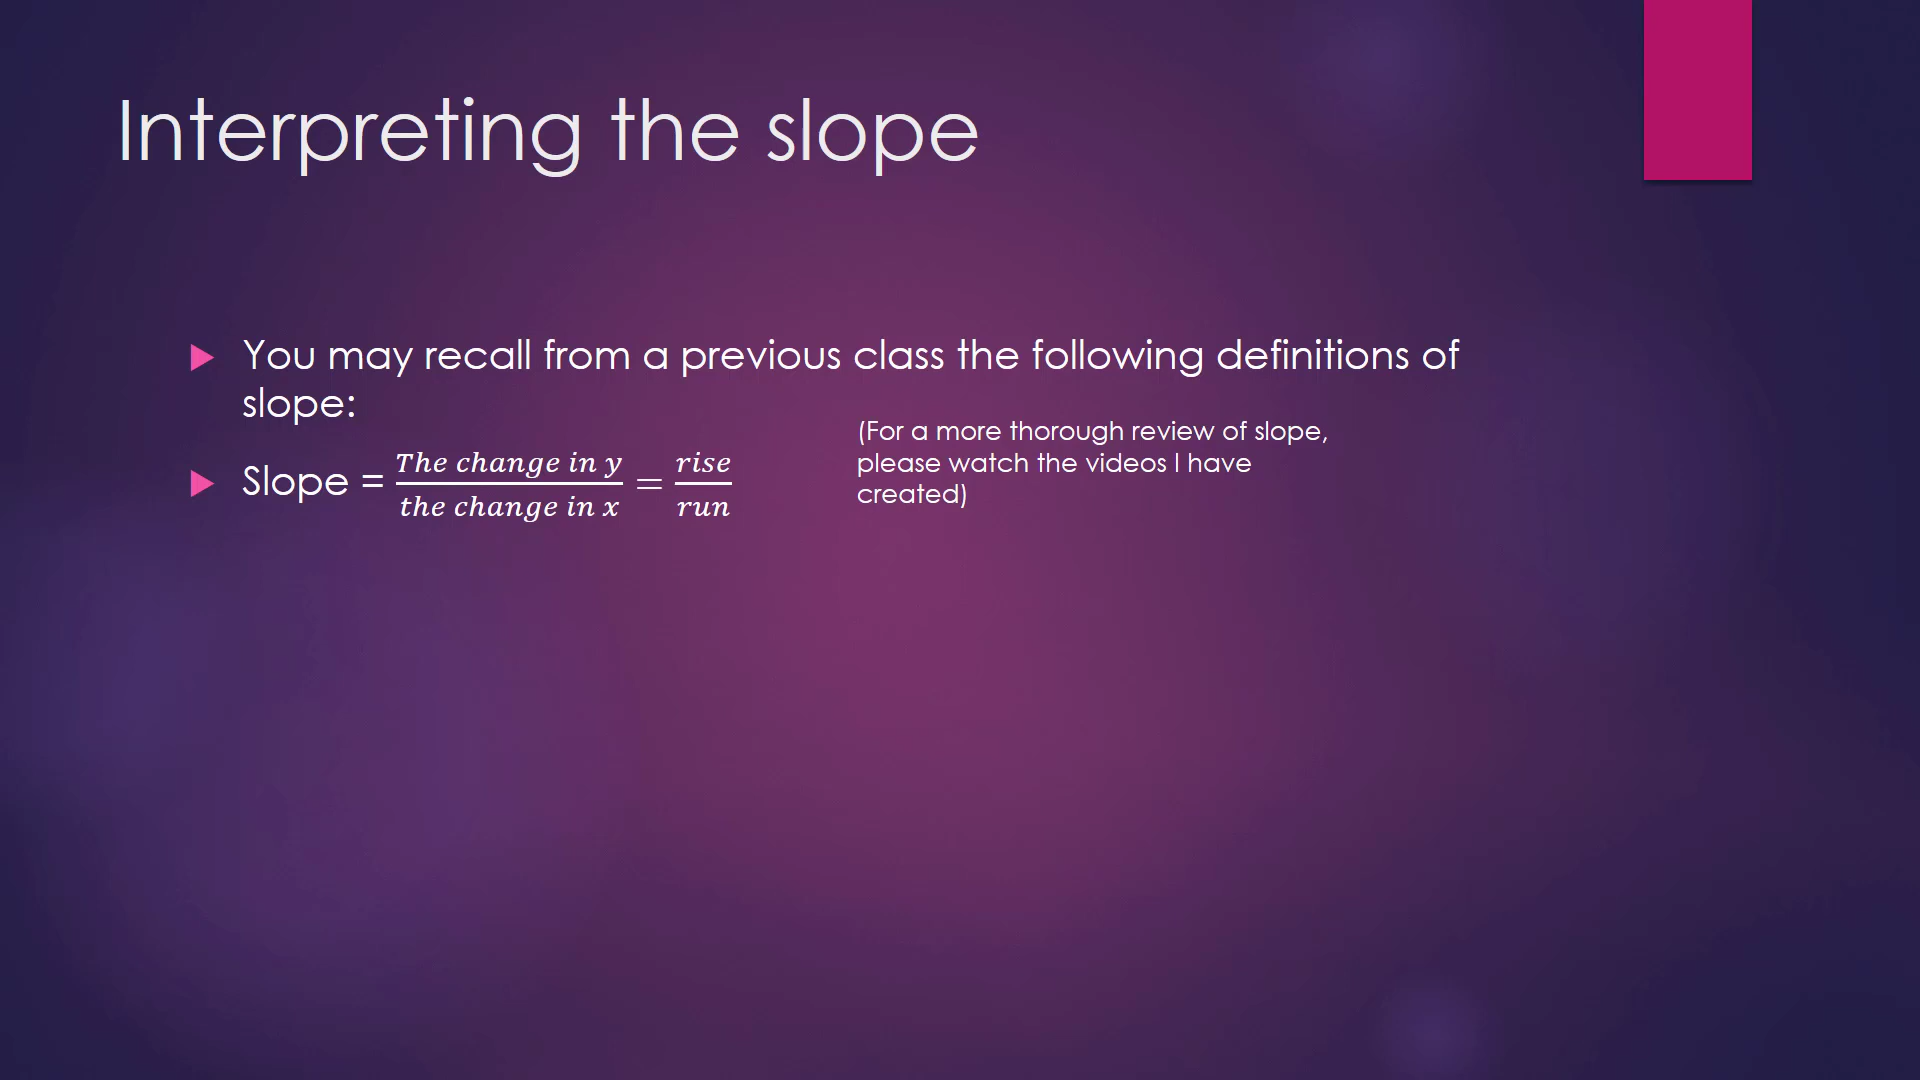 Interpreting the slope
You may recall from a previous class the following definitions of
slope:
Slope = The change in y / the change in x = rise / run
(For a more thorough review of slope,
please watch the videos I have
created)